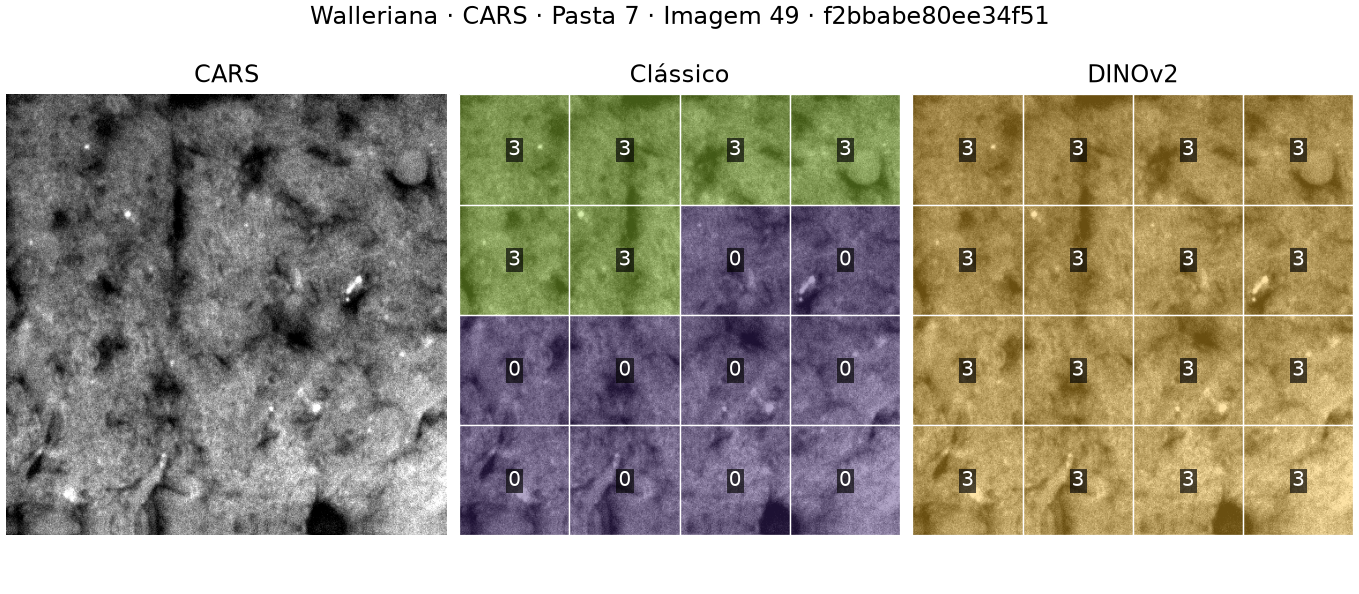 Walleriana · CARS · Pasta 7 · Imagem 49 · f2bbabe80ee34f51
CARS
Clássico
DINOv2
3 3 3 3 3 3 3 3
3 3 0 0 3 3 3 3
0 0 0 0 3 3 3 3
0 0 0 0 3 3 3 3